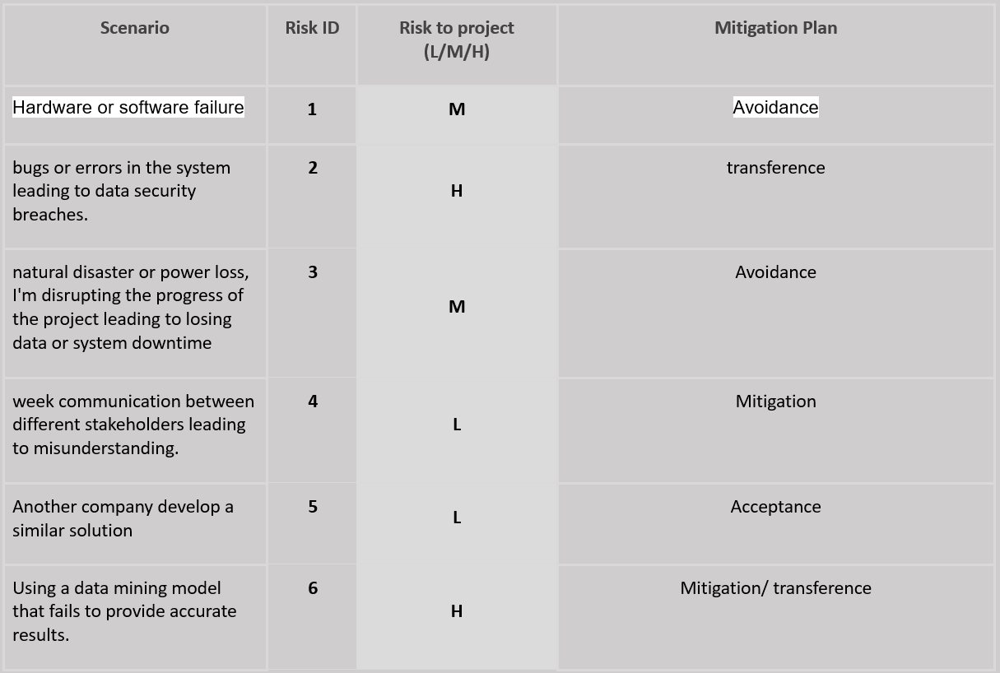 Scenario Risk ID Risk to project Mitigation Plan
(L/M/H)
Hardware or software failure 1 M Avoidance
bugs or errors in the system 2 transference
leading to data security H
breaches.
natural disaster or power loss, 3 Avoidance
I'm disrupting the progress of
the project leading to losing M
data or system downtime
week communication between 4 Mitigation
different stakeholders leading L
to misunderstanding.
Another company develop a 5 Acceptance
similar solution L
Using a data mining model 6 Mitigation/ transference
that fails to provide accurate H
results.